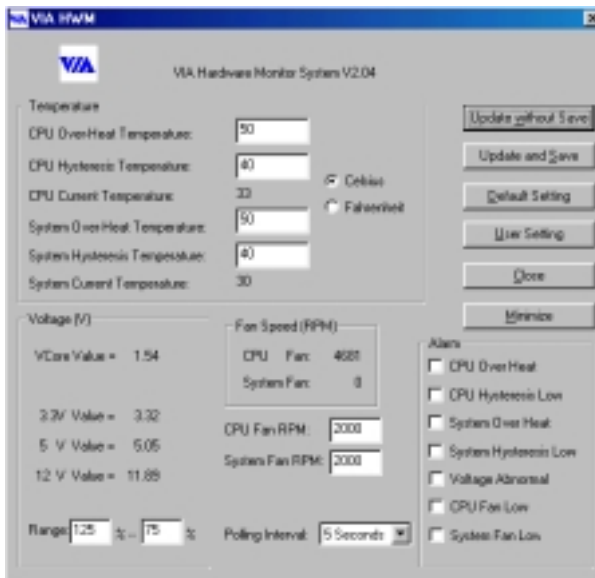 VIA HWM
VIA
VIA Hardware Monitor System V2.04
Temperature
CPU Over-Heat Temperature: 50
CPU Hysteresis Temperature: 40
CPU Current Temperature: 33
System Over Heat Temperature: 50
System Hysteresis Temperature: 40
System Current Temperature: 30
Celsius
Fahrenheit
Update without Save
Update and Save
Default Setting
User Setting
Close
Minimize
Voltage (V)
VCore Value = 1.54
3.3V Value = 3.32
5 V Value = 5.05
12 V Value = 11.89
Range: 125 % -- 75 %
Fan Speed (RPM)
CPU Fan: 4681
System Fan: 0
CPU Fan RPM: 2000
System Fan RPM: 2000
Polling Interval: 5 Seconds
Alarm
CPU Over Heat
CPU Hysteresis Low
System Over Heat
System Hysteresis Low
Voltage Abnormal
CPU Fan Low
System Fan Low